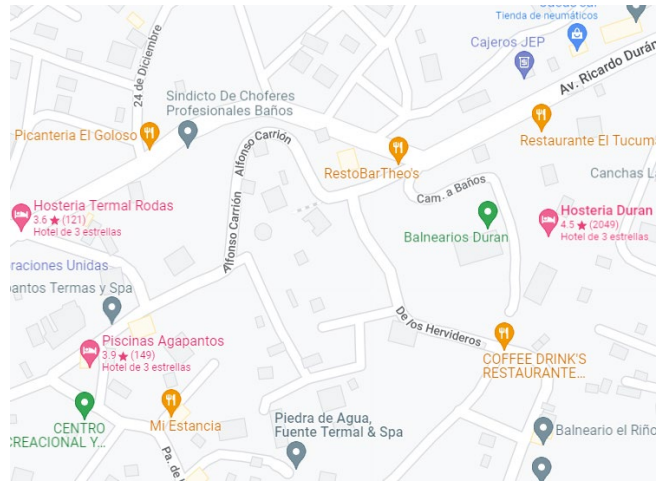 Tienda de neumáticos
Cajeros JEP
Av. Ricardo Durán
24 de Diciembre
Sindicto De Choferes
Profesionales Baños
Picanteria El Goloso
Alfonso Carrión
Restaurante El Tucuma
RestoBarTheo's
Canchas L
Cam. a Baños
Hosteria Termal Rodas
3.6 ★ (121)
Hotel de 3 estrellas
Hosteria Duran
4.5 ★ (2049)
Hotel de 3 estrellas
Balnearios Duran
Alfonso Carrión
raciones Unidas
pantos Termas y Spa
De los Hervideros
Piscinas Agapantos
3.9 ★ (149)
Hotel de 3 estrellas
COFFEE DRINK'S
RESTAURANTE...
CENTRO
CREACIONAL Y...
Mi Estancia
Piedra de Agua,
Fuente Termal & Spa
Balneario el Riño
Pa. de